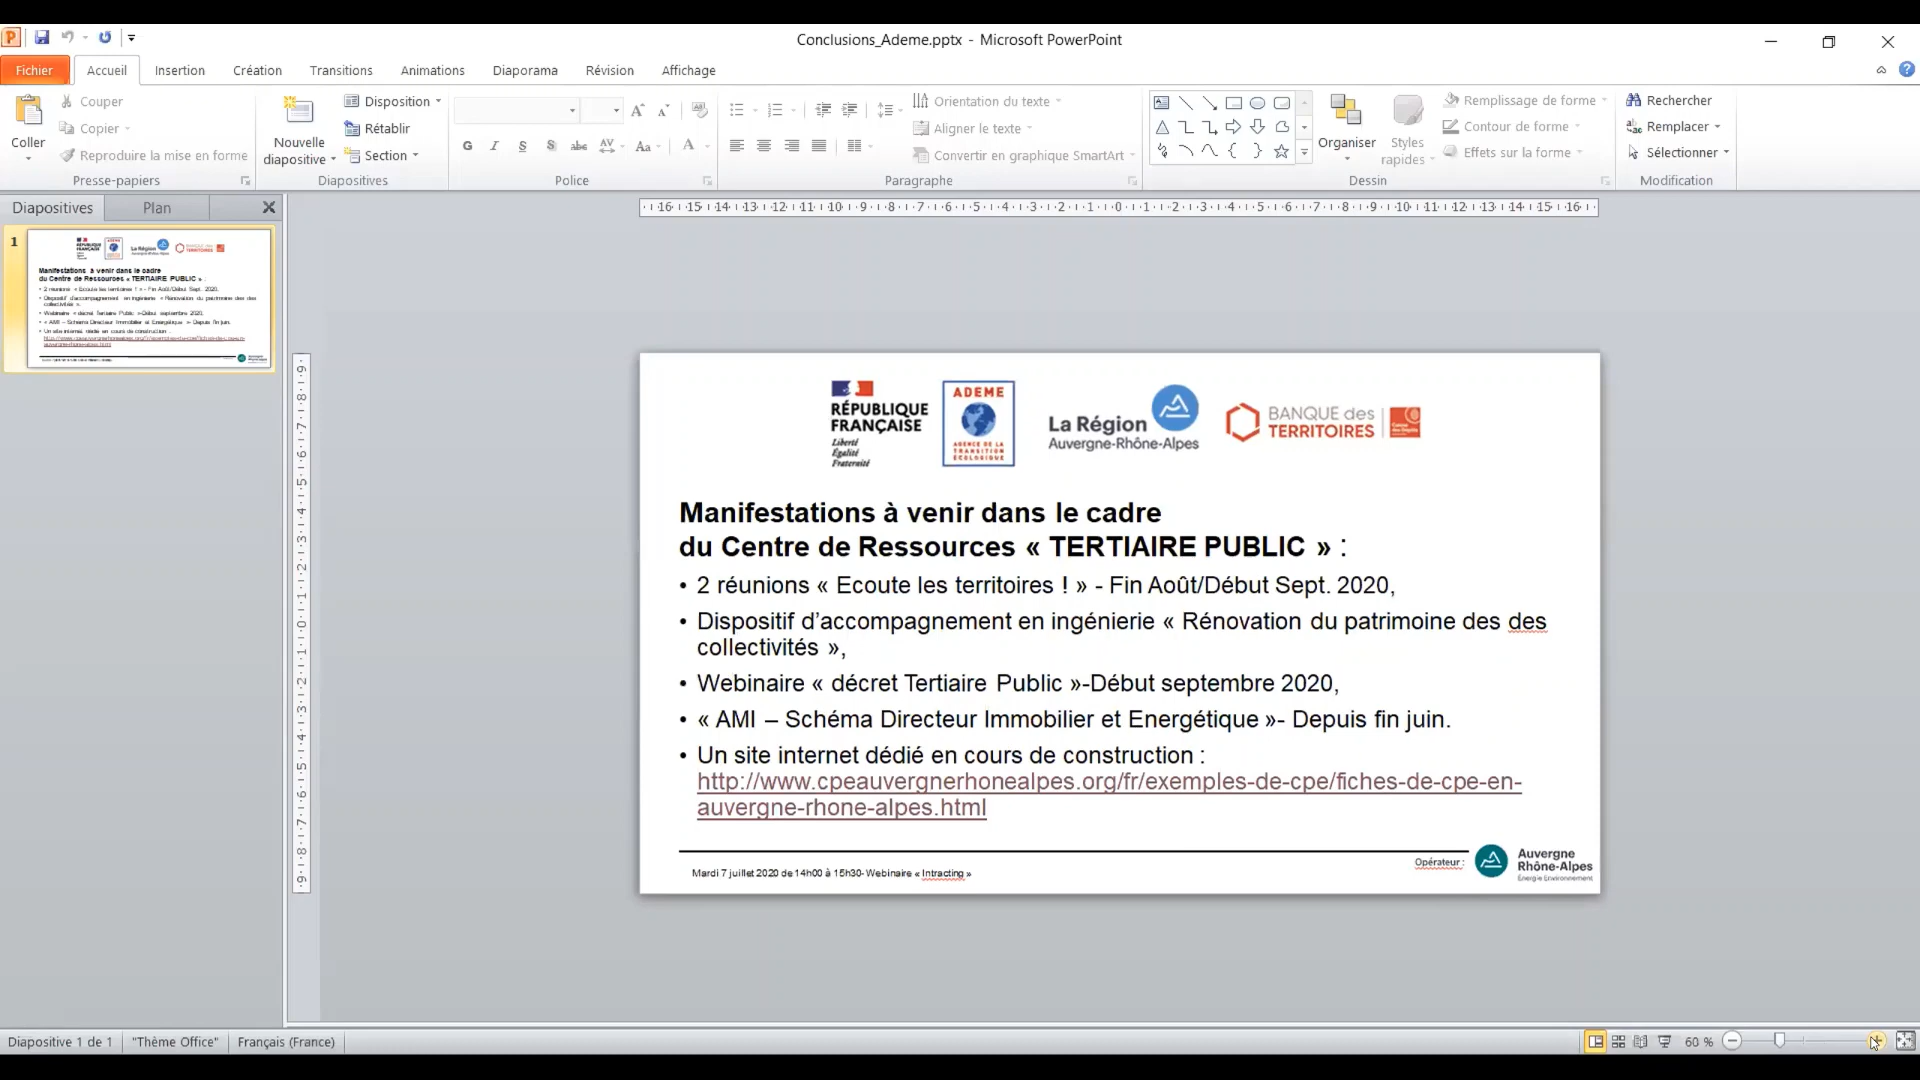 Conclusions_Ademe.pptx - Microsoft PowerPoint
Fichier Accueil Insertion Création Transitions Animations Diaporama Révision Affichage
Coller
Couper
Copier
Reproduire la mise en forme
Presse-papiers
Nouvelle diapositive
Disposition
Rétablir
Section
Diapositives
Police
Orientation du texte
Aligner le texte
Convertir en graphique SmartArt
Paragraphe
Organiser
Styles rapides
Remplissage de forme
Contour de forme
Effets sur la forme
Dessin
Rechercher
Remplacer
Sélectionner
Modification
Diapositives Plan
1
RÉPUBLIQUE
FRANÇAISE
Liberté
Égalité
Fraternité
ADEME
AGENCE DE LA
TRANSITION
ÉCOLOGIQUE
La Région
Auvergne-Rhône-Alpes
BANQUE des
TERRITOIRES
Manifestations à venir dans le cadre
du Centre de Ressources « TERTIAIRE PUBLIC » :
• 2 réunions « Ecoute les territoires ! » - Fin Août/Début Sept. 2020,
• Dispositif d’accompagnement en ingénierie « Rénovation du patrimoine des des
collectivités »,
• Webinaire « décret Tertiaire Public »-Début septembre 2020,
• « AMI – Schéma Directeur Immobilier et Energétique »- Depuis fin juin.
• Un site internet dédié en cours de construction :
http://www.cpeauvergnerhonealpes.org/fr/exemples-de-cpe/fiches-de-cpe-en-
auvergne-rhone-alpes.html
Mardi 7 juillet 2020 de 14h00 à 15h30- Webinaire « Intracting »
Opérateur :
Auvergne
Rhône-Alpes
Énergie Environnement
Diapositive 1 de 1 "Thème Office" Français (France) 60 %